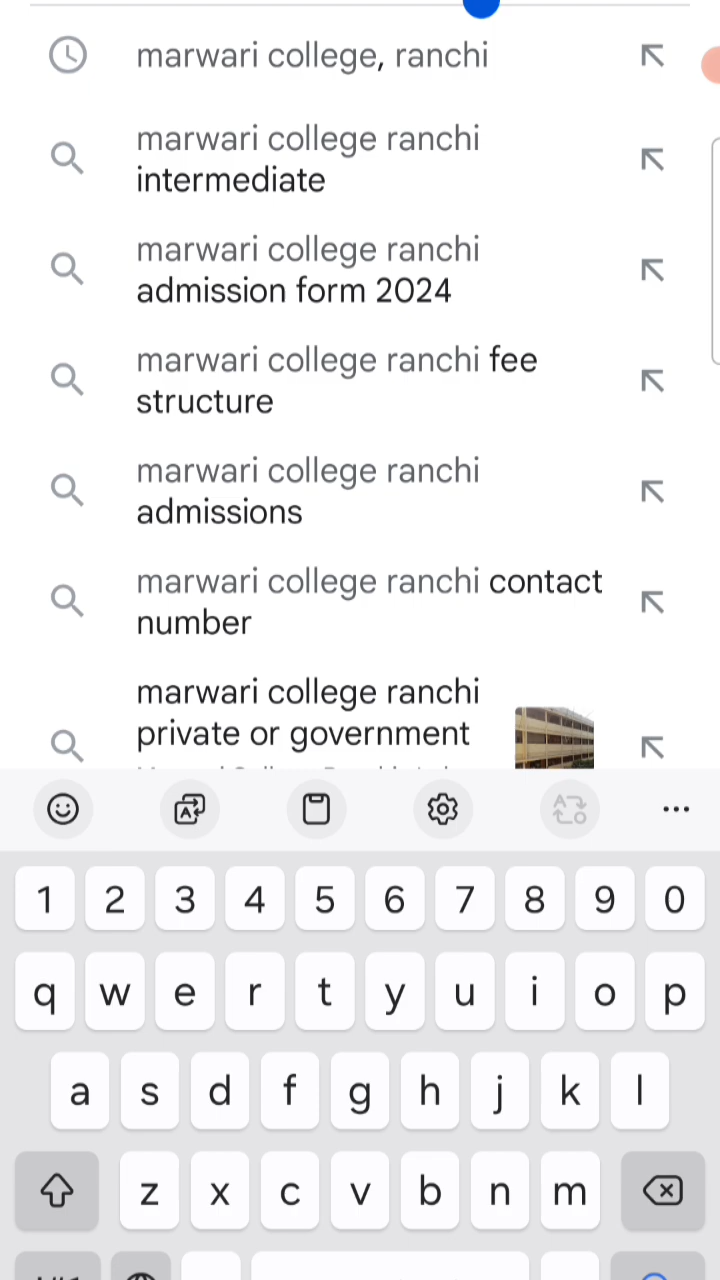 marwari college, ranchi
marwari college ranchi
intermediate
marwari college ranchi
admission form 2024
marwari college ranchi fee
structure
marwari college ranchi
admissions
marwari college ranchi contact
number
marwari college ranchi
private or government
1 2 3 4 5 6 7 8 9 0
q w e r t y u i o p
a s d f g h j k l
z x c v b n m